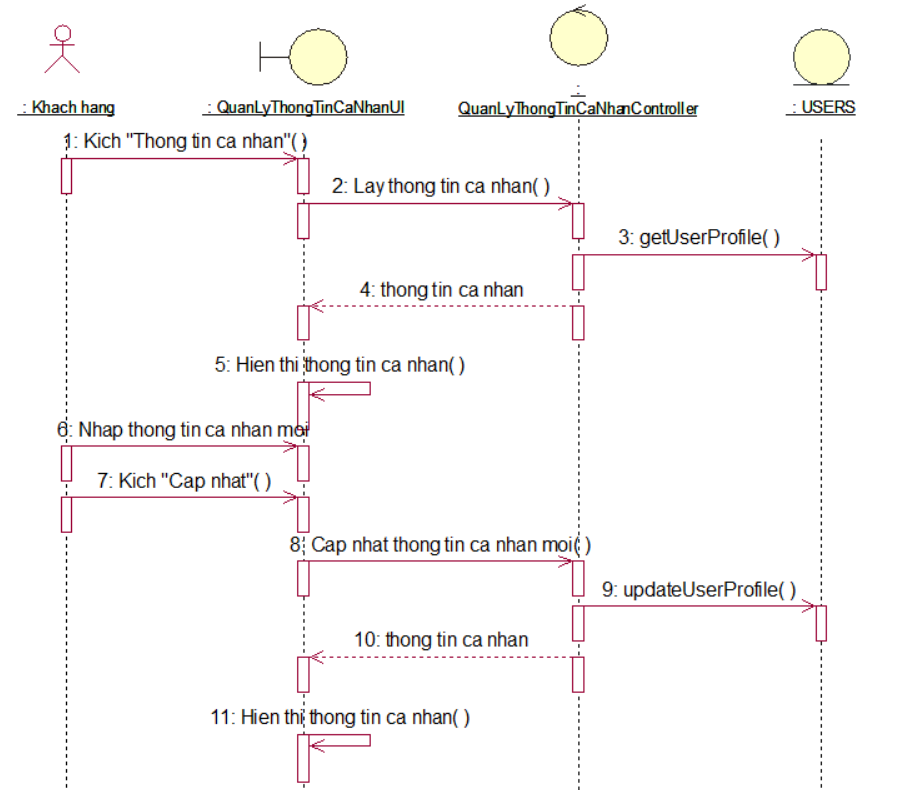 : Khach hang
: QuanLyThongTinCaNhanUI
:
QuanLyThongTinCaNhanController
: USERS
1: Kich "Thong tin ca nhan"( )
2: Lay thong tin ca nhan( )
3: getUserProfile( )
4: thong tin ca nhan
5: Hien thi thong tin ca nhan( )
6: Nhap thong tin ca nhan moi
7: Kich "Cap nhat"( )
8: Cap nhat thong tin ca nhan moi( )
9: updateUserProfile( )
10: thong tin ca nhan
11: Hien thi thong tin ca nhan( )